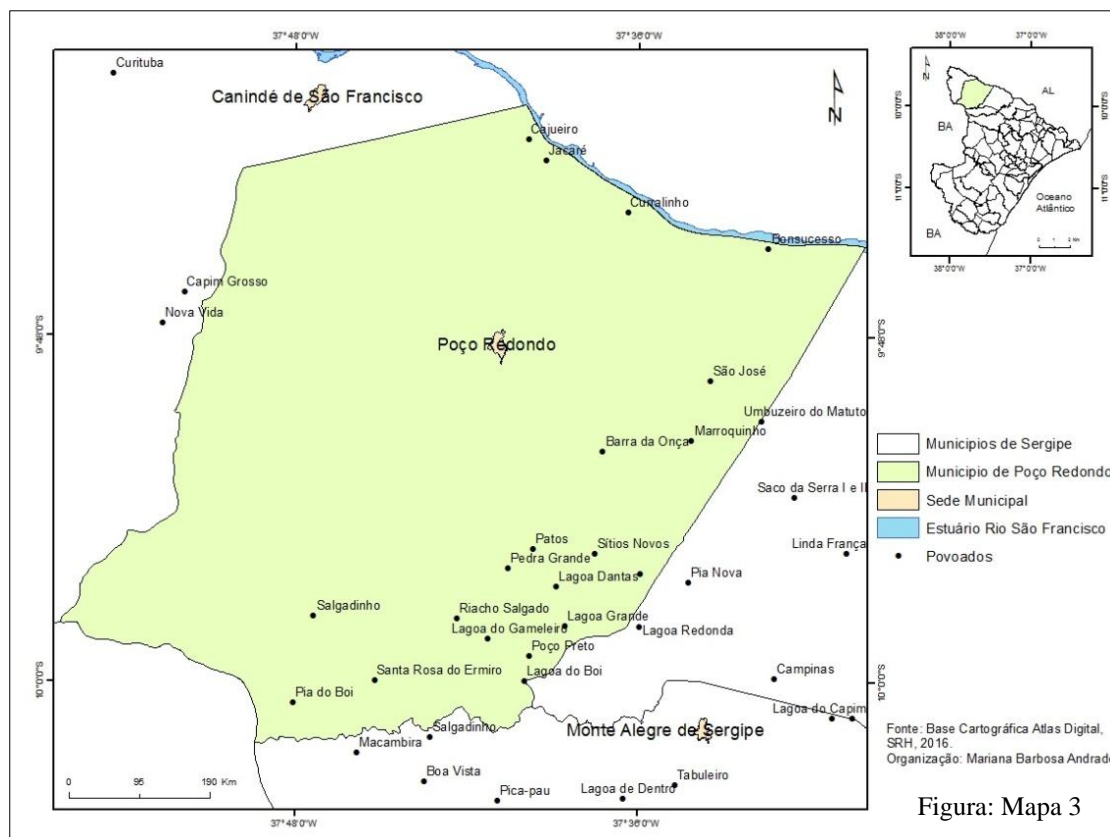 37°48'0"W
37°36'0"W
Curituba
Canindé de São Francisco
N
Cajueiro
Jacaré
Curralinho
Bonsucesso
Capim Grosso
Nova Vida
9°48'0"S
9°48'0"S
Poço Redondo
São José
Umbuzeiro do Matuto
Marroquinho
Barra da Onça
Saco da Serra I e II
Patos
Sítios Novos
Linda França
Pedra Grande
Lagoa Dantas
Pia Nova
Salgadinho
Riacho Salgado
Lagoa Grande
Lagoa do Gameleiro
Lagoa Redonda
Poço Preto
Santa Rosa do Ermiro
Lagoa do Boi
Campinas
10°0'0"S
10°0'0"S
Pia do Boi
Lagoa do Capim
Salgadinho
Monte Alegre de Sergipe
Macambira
Boa Vista
Tabuleiro
Pica-pau
Lagoa de Dentro
0 95 190 Km
37°48'0"W
37°36'0"W
38°0'0"W
37°0'0"W
N
AL
10°0'0"S
10°0'0"S
BA
11°0'0"S
11°0'0"S
Oceano
Atlântico
BA
38°0'0"W
37°0'0"W
Municipios de Sergipe
Municipio de Poço Redondo
Sede Municipal
Estuário Rio São Francisco
Povoados
Fonte: Base Cartográfica Atlas Digital,
SRH, 2016.
Organização: Mariana Barbosa Andrade
Figura: Mapa 3